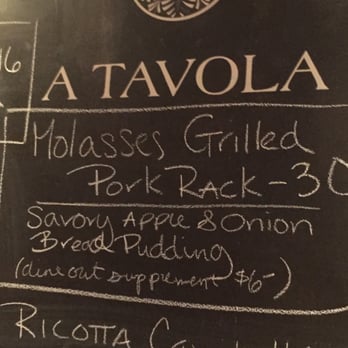 16
A TAVOLA
Molasses Grilled
Pork Rack - 30
Savory Apple & Onion
Bread Pudding
(dine out supplement $6-)
RICOTTA